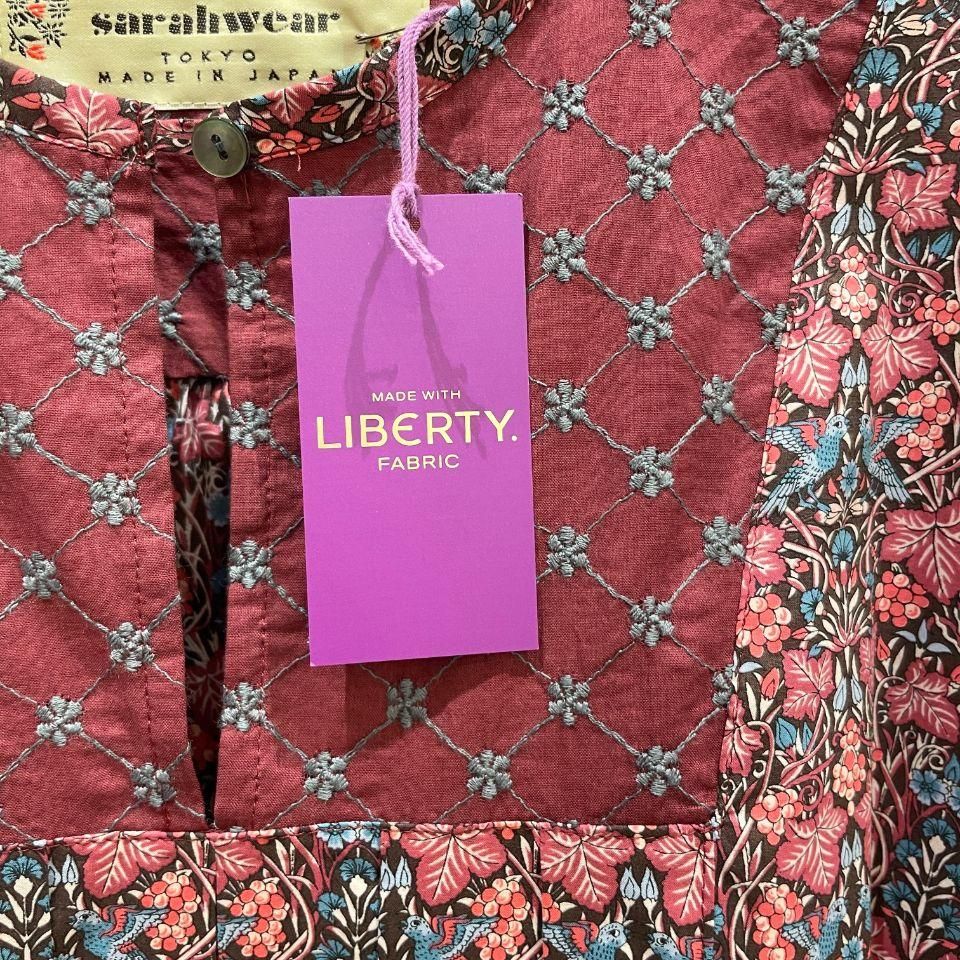 sarahwear
TOKYO
MADE IN JAPAN
MADE WITH
LIBERTY.
FABRIC